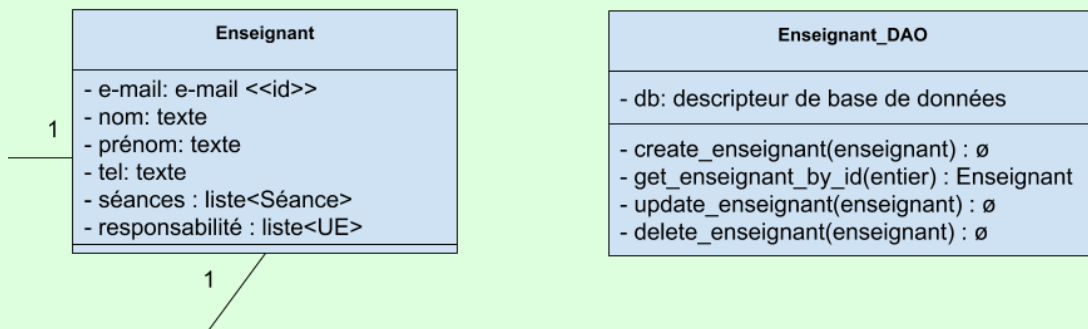 Enseignant
- e-mail: e-mail <<id>>
- nom: texte
- prénom: texte
- tel: texte
- séances : liste<Séance>
- responsabilité : liste<UE>
1
1
Enseignant_DAO
- db: descripteur de base de données
- create_enseignant(enseignant) : ø
- get_enseignant_by_id(entier) : Enseignant
- update_enseignant(enseignant) : ø
- delete_enseignant(enseignant) : ø